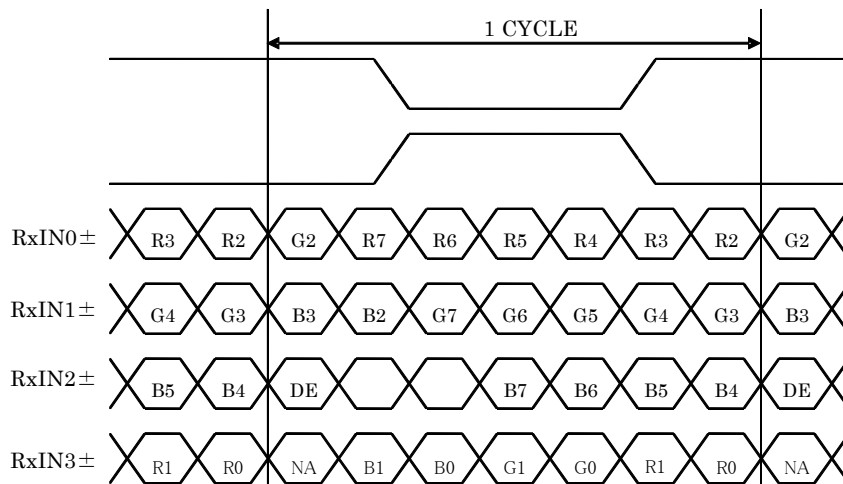 1 CYCLE
RxIN0± R3 R2 G2 R7 R6 R5 R4 R3 R2 G2
RxIN1± G4 G3 B3 B2 G7 G6 G5 G4 G3 B3
RxIN2± B5 B4 DE B7 B6 B5 B4 DE
RxIN3± R1 R0 NA B1 B0 G1 G0 R1 R0 NA